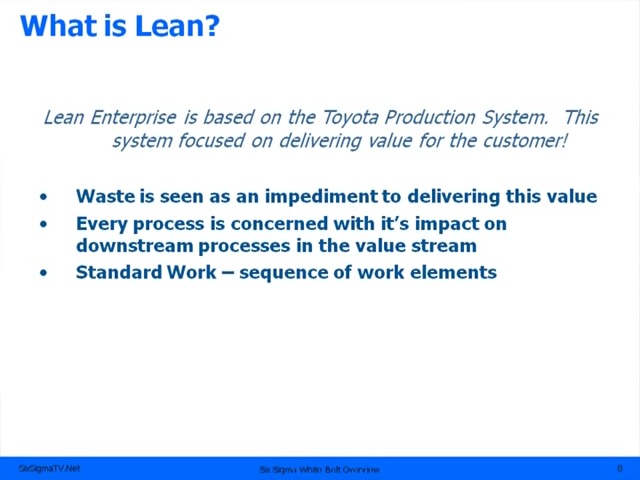 What is Lean?
Lean Enterprise is based on the Toyota Production System. This
system focused on delivering value for the customer!
• Waste is seen as an impediment to delivering this value
• Every process is concerned with it’s impact on
downstream processes in the value stream
• Standard Work – sequence of work elements
SixSigmaTV.Net
Six Sigma White Belt Overview
0